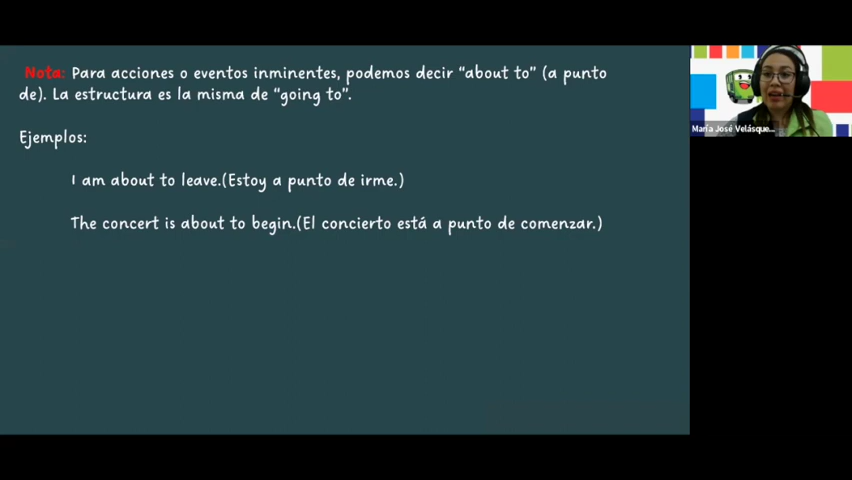 Nota: Para acciones o eventos inminentes, podemos decir “about to” (a punto
de). La estructura es la misma de “going to”.
Ejemplos:
I am about to leave.(Estoy a punto de irme.)
The concert is about to begin.(El concierto está a punto de comenzar.)
María José Velásque...